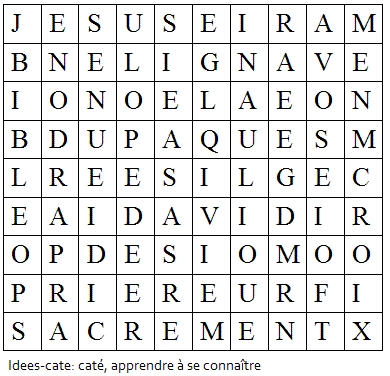 J E S U S E I R A M
B N E L I G N A V E
I O N O E L A E O N
B D U P A Q U E S M
L R E E S I L G E C
E A I D A V I D I R
O P D E S I O M O O
P R I E R E U R F I
S A C R E M E N T X
Idees-cate: caté, apprendre à se connaître